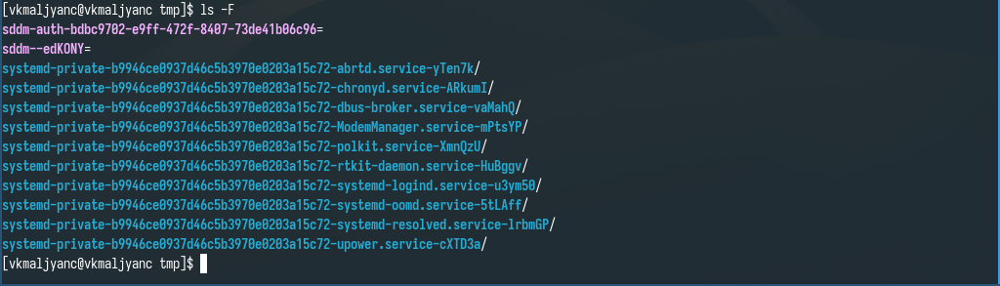 [vkmaljyanc@vkmaljyanc tmp]$ ls -F
sddm-auth-bdbc9702-e9ff-472f-8407-73de41b06c96=
sddm--edKONY=
systemd-private-b9946ce0937d46c5b3970e0203a15c72-abrtd.service-yTen7k/
systemd-private-b9946ce0937d46c5b3970e0203a15c72-chronyd.service-ARkumI/
systemd-private-b9946ce0937d46c5b3970e0203a15c72-dbus-broker.service-vaMahQ/
systemd-private-b9946ce0937d46c5b3970e0203a15c72-ModemManager.service-mPtsYP/
systemd-private-b9946ce0937d46c5b3970e0203a15c72-polkit.service-XmnQzU/
systemd-private-b9946ce0937d46c5b3970e0203a15c72-rtkit-daemon.service-HuBggv/
systemd-private-b9946ce0937d46c5b3970e0203a15c72-systemd-logind.service-u3ym50/
systemd-private-b9946ce0937d46c5b3970e0203a15c72-systemd-oomd.service-5tLAff/
systemd-private-b9946ce0937d46c5b3970e0203a15c72-systemd-resolved.service-lrbmGP/
systemd-private-b9946ce0937d46c5b3970e0203a15c72-upower.service-cXTD3a/
[vkmaljyanc@vkmaljyanc tmp]$